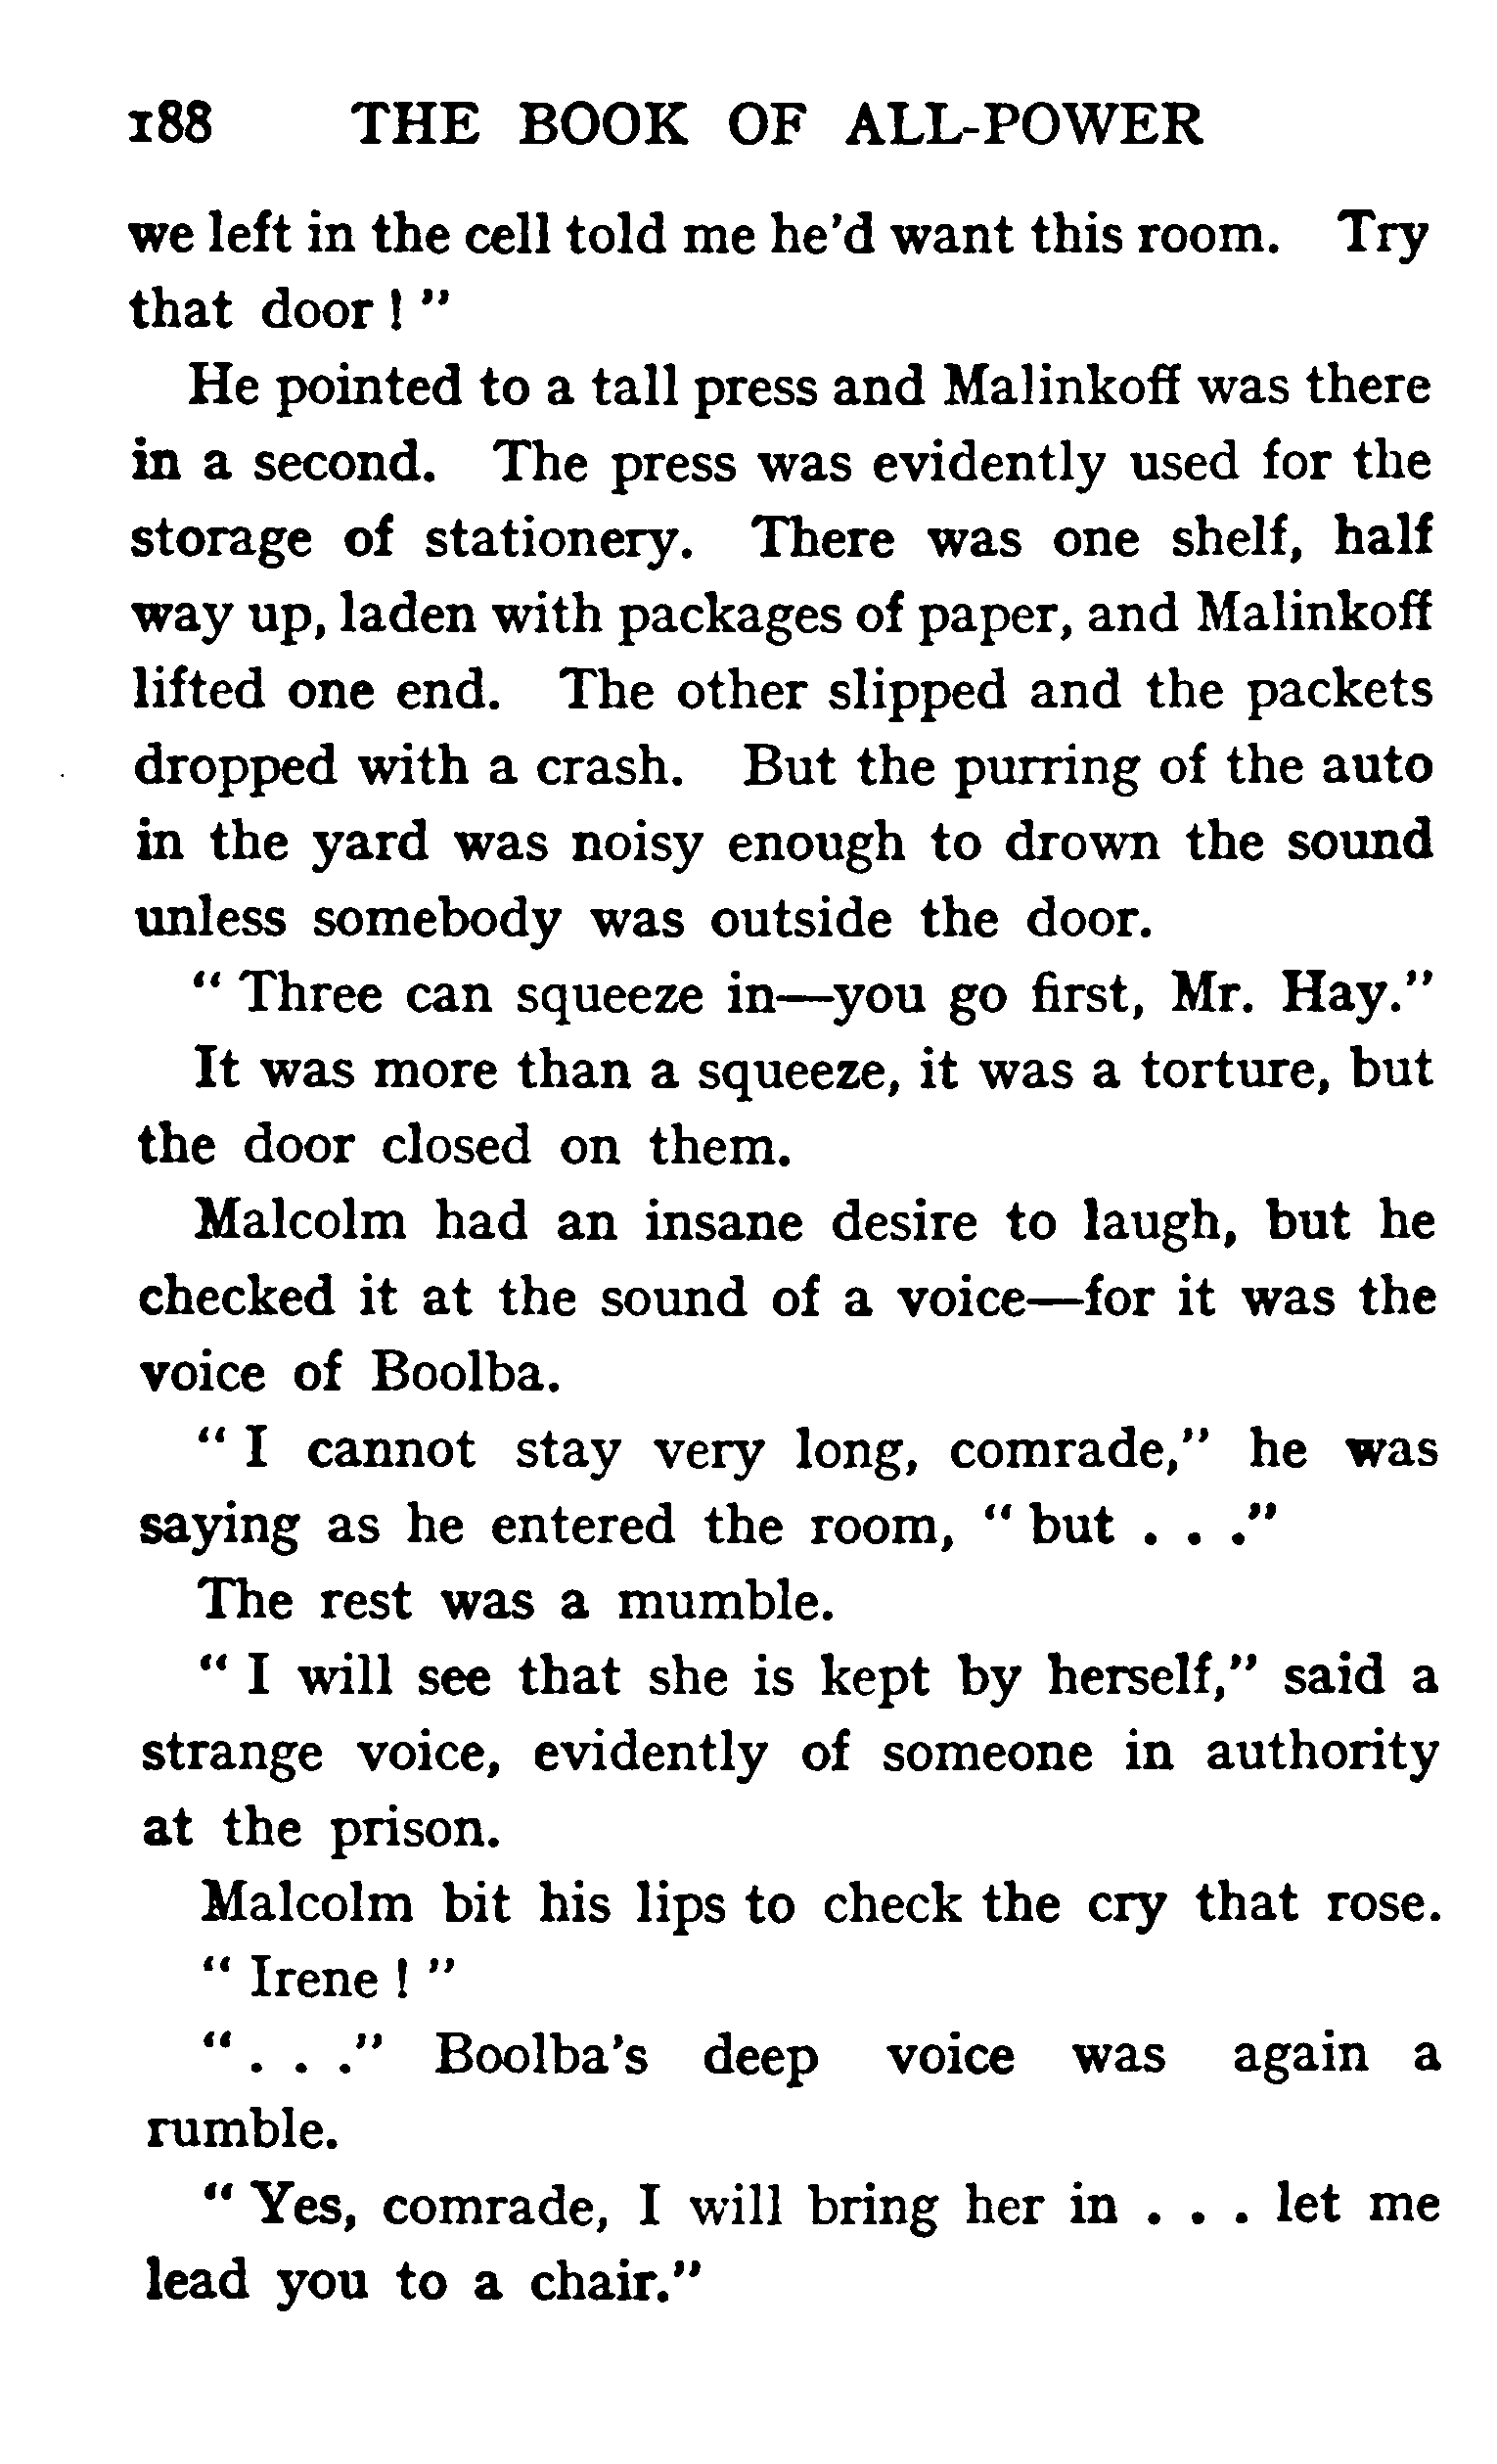 188 THE BOOK OF ALL-POWER
we left in the cell told me he'd want this room. Try
that door ! "
He pointed to a tall press and Malinkoff was there
in a second. The press was evidently used for the
storage of stationery. There was one shelf, half
way up, laden with packages of paper, and Malinkoff
lifted one end. The other slipped and the packets
dropped with a crash. But the purring of the auto
in the yard was noisy enough to drown the sound
unless somebody was outside the door.
" Three can squeeze in—you go first, Mr. Hay."
It was more than a squeeze, it was a torture, but
the door closed on them.
Malcolm had an insane desire to laugh, but he
checked it at the sound of a voice—for it was the
voice of Boolba.
" I cannot stay very long, comrade," he was
saying as he entered the room, " but . . ."
The rest was a mumble.
" I will see that she is kept by herself," said a
strange voice, evidently of someone in authority
at the prison.
Malcolm bit his lips to check the cry that rose.
" Irene ! "
" . . ." Boolba's deep voice was again a
rumble.
" Yes, comrade, I will bring her in . . . let me
lead you to a chair."